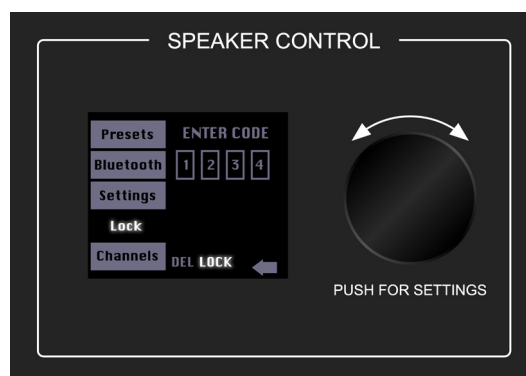 SPEAKER CONTROL
Presets
Bluetooth
Settings
Lock
Channels
ENTER CODE
1 2 3 4
DEL LOCK
PUSH FOR SETTINGS